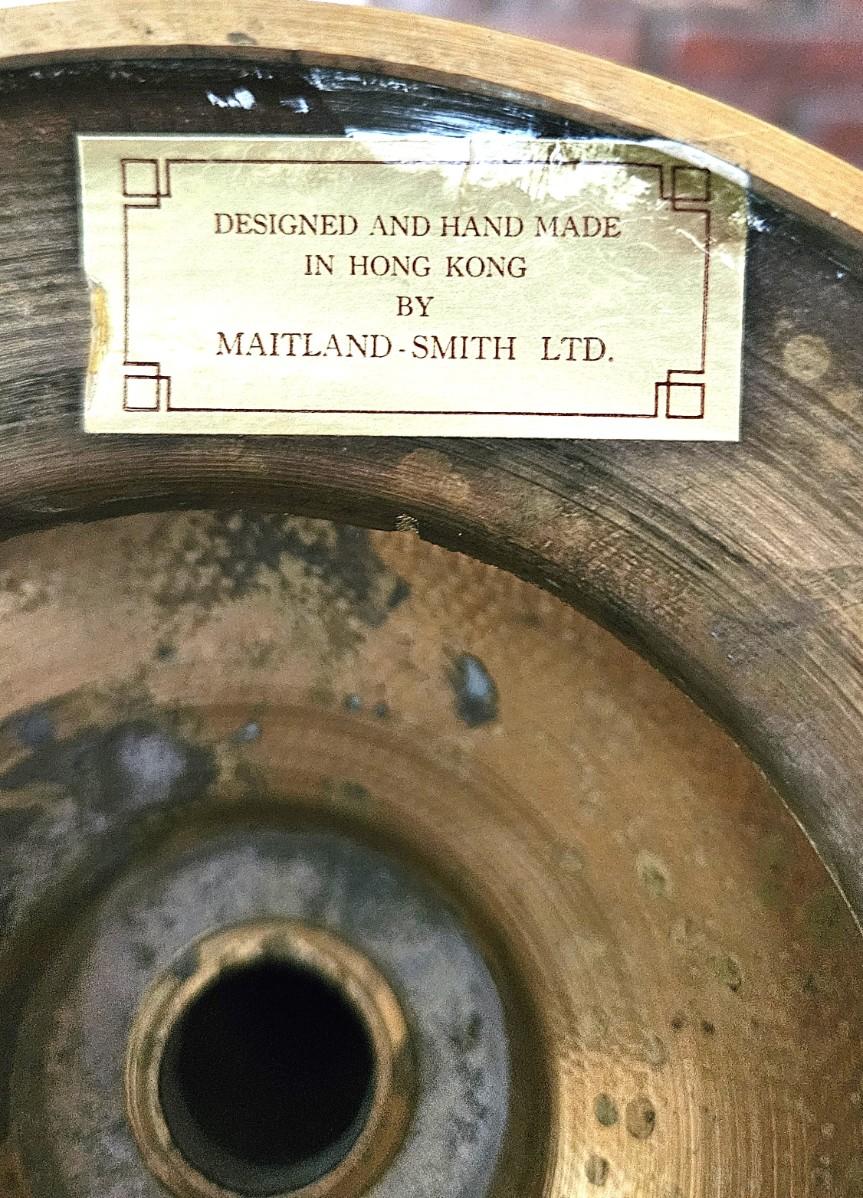 DESIGNED AND HAND MADE
IN HONG KONG
BY
MAITLAND-SMITH LTD.